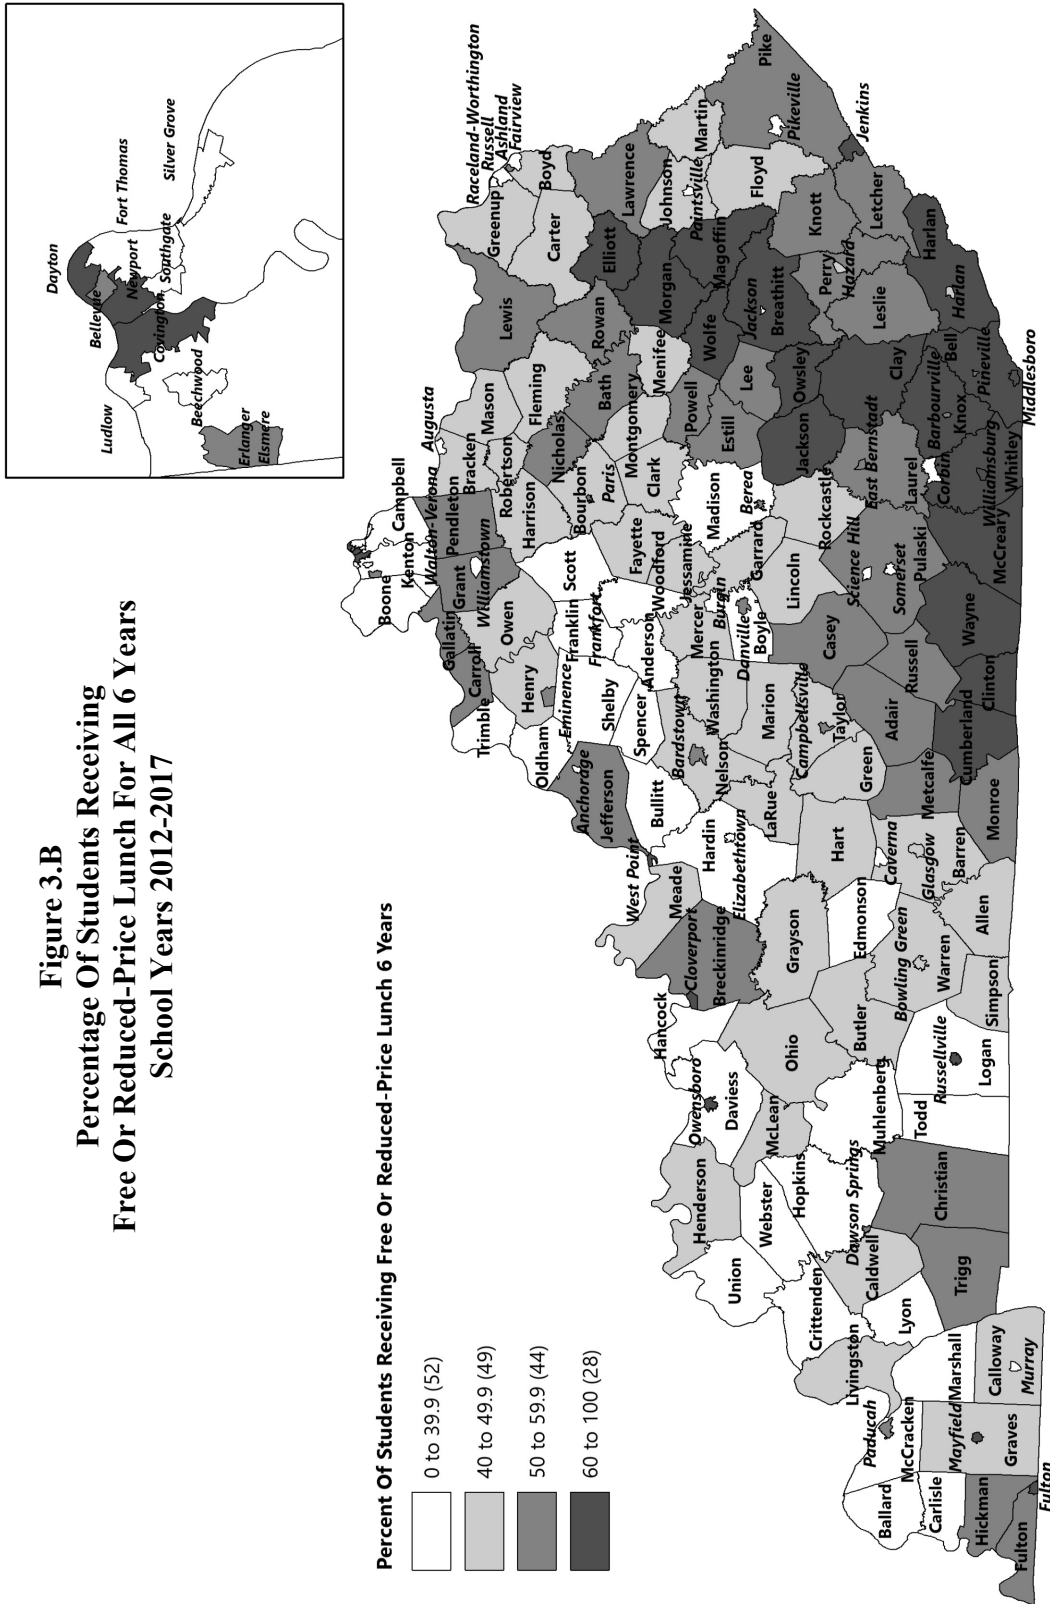 Figure 3.B
Percentage Of Students Receiving
Free Or Reduced-Price Lunch For All 6 Years
School Years 2012-2017
Percent Of Students Receiving Free Or Reduced-Price Lunch 6 Years
0 to 39.9 (52)
40 to 49.9 (49)
50 to 59.9 (44)
60 to 100 (28)
Dayton
Bellevue
Fort Thomas
Newport
Silver Grove
Southgate
Ludlow
Covington
Beechwood
Erlanger
Elsmere
Boone
Kenton
Campbell
Walton-Verona
Augusta
Gallatin
Grant
Pendleton
Bracken
Mason
Lewis
Greenup
Raceland-Worthington
Russell
Ashland
Fairview
Boyd
Carroll
Williamstown
Robertson
Fleming
Carter
Trimble
Owen
Harrison
Nicholas
Rowan
Elliott
Lawrence
Henry
Oldham
Eminence
Franklin
Scott
Bourbon
Paris
Bath
Frankfort
Shelby
Anchorage
Jefferson
Spencer
Anderson
Woodford
Fayette
Clark
Montgomery
Menifee
Morgan
Johnson
Paintsville
Martin
Magoffin
Floyd
Pike
Pikeville
Bullitt
West Point
Meade
Hancock
Cloverport
Breckinridge
Hardin
Elizabethtown
Bardstown
Nelson
Washington
Mercer
Burgin
Jessamine
Madison
Berea
Powell
Estill
Wolfe
Lee
Jackson
Breathitt
Knott
Perry
Hazard
Letcher
Jenkins
Owensboro
Daviess
Henderson
Union
Webster
McLean
Ohio
Grayson
LaRue
Marion
Danville
Boyle
Garrard
Lincoln
Rockcastle
Jackson
Owsley
Leslie
Clay
Harlan
Harlan
Hopkins
Muhlenberg
Butler
Edmonson
Hart
Green
Campbellsville
Taylor
Casey
Science Hill
Somerset
Pulaski
East Bernstadt
Laurel
Corbin
Barbourville
Knox
Bell
Pineville
Middlesboro
Crittenden
Livingston
Dawson Springs
Caldwell
Lyon
Christian
Todd
Russellville
Logan
Bowling Green
Warren
Caverna
Glasgow
Barren
Metcalfe
Adair
Russell
Wayne
McCreary
Williamsburg
Whitley
Paducah
McCracken
Ballard
Carlisle
Marshall
Trigg
Simpson
Allen
Monroe
Cumberland
Clinton
Mayfield
Graves
Calloway
Murray
Hickman
Fulton
Fulton